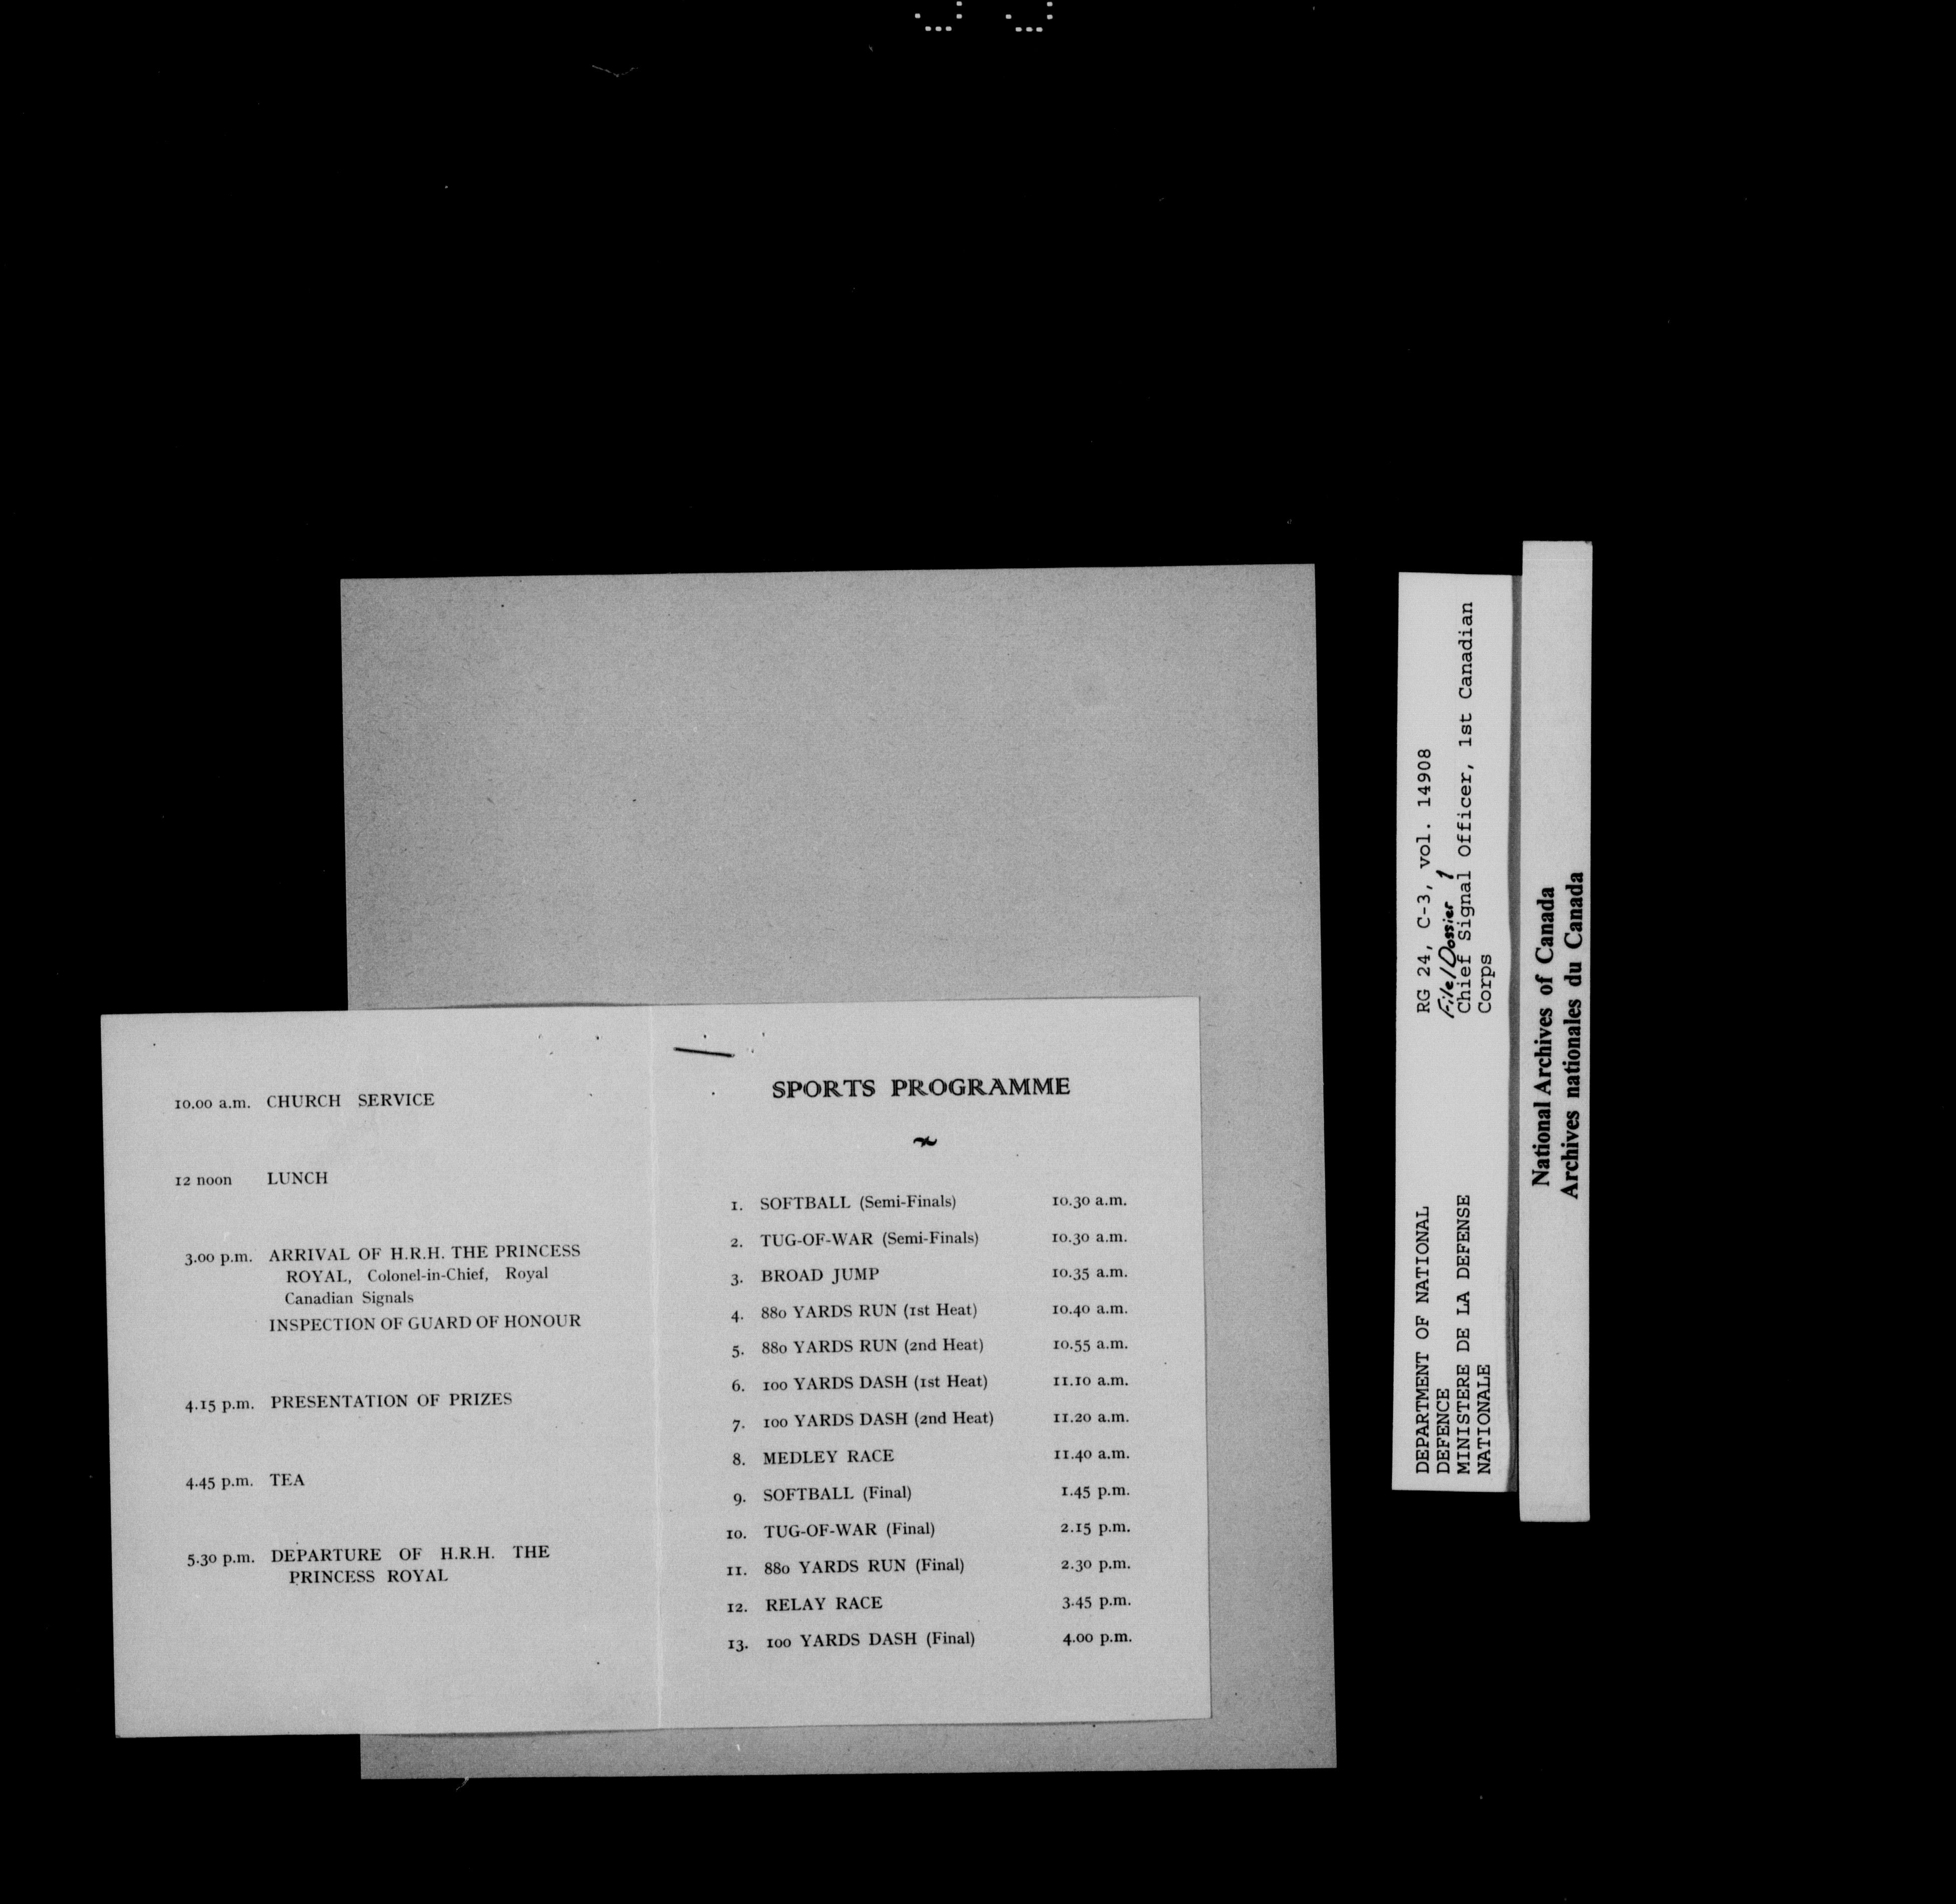 10.00 a.m. CHURCH SERVICE
12 noon LUNCH
3.00 p.m. ARRIVAL OF H.R.H. THE PRINCESS
ROYAL, Colonel-in-Chief, Royal
Canadian Signals
INSPECTION OF GUARD OF HONOUR
4.15 p.m. PRESENTATION OF PRIZES
4.45 p.m. TEA
5.30 p.m. DEPARTURE OF H.R.H. THE
PRINCESS ROYAL
SPORTS PROGRAMME
1. SOFTBALL (Semi-Finals) 10.30 a.m.
2. TUG-OF-WAR (Semi-Finals) 10.30 a.m.
3. BROAD JUMP 10.35 a.m.
4. 880 YARDS RUN (1st Heat) 10.40 a.m.
5. 880 YARDS RUN (2nd Heat) 10.55 a.m.
6. 100 YARDS DASH (1st Heat) 11.10 a.m.
7. 100 YARDS DASH (2nd Heat) 11.20 a.m.
8. MEDLEY RACE 11.40 a.m.
9. SOFTBALL (Final) 1.45 p.m.
10. TUG-OF-WAR (Final) 2.15 p.m.
11. 880 YARDS RUN (Final) 2.30 p.m.
12. RELAY RACE 3.45 p.m.
13. 100 YARDS DASH (Final) 4.00 p.m.
DEPARTMENT OF NATIONAL
DEFENCE
MINISTERE DE LA DEFENSE
NATIONALE
RG 24, C-3, vol. 14908
File/Dossier 1
Chief Signal Officer, 1st Canadian
Corps
National Archives of Canada
Archives nationales du Canada